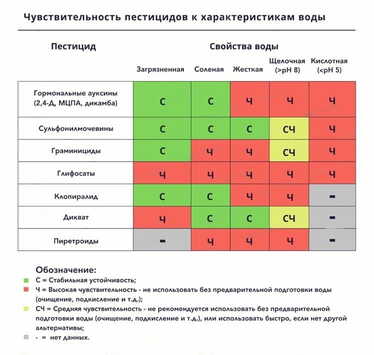 Чувствительность пестицидов к характеристикам воды
Пестицид Свойства воды
Загрязненная Соленая Жесткая Щелочная (>pH 8) Кислотная (<pH 5)
Гормональные ауксины (2,4-Д, МЦПА, дикамба) С С Ч Ч Ч
Сульфонилмочевины С С С СЧ Ч
Граминициды С Ч Ч СЧ Ч
Глифосаты Ч Ч Ч Ч Ч
Клопиралид С С Ч Ч -
Дикват Ч С С СЧ -
Пиретроиды - Ч Ч Ч -
Обозначение:
С = Стабильная устойчивость;
Ч = Высокая чувствительность - не использовать без предварительной подготовки воды
(очищение, подкисление и т.д.);
СЧ = Средняя чувствительность - не рекомендуется использовать без предварительной
подготовки воды (очищение, подкисление и т.д.), или использовать быстро, если нет другой
альтернативы;
- = нет данных.